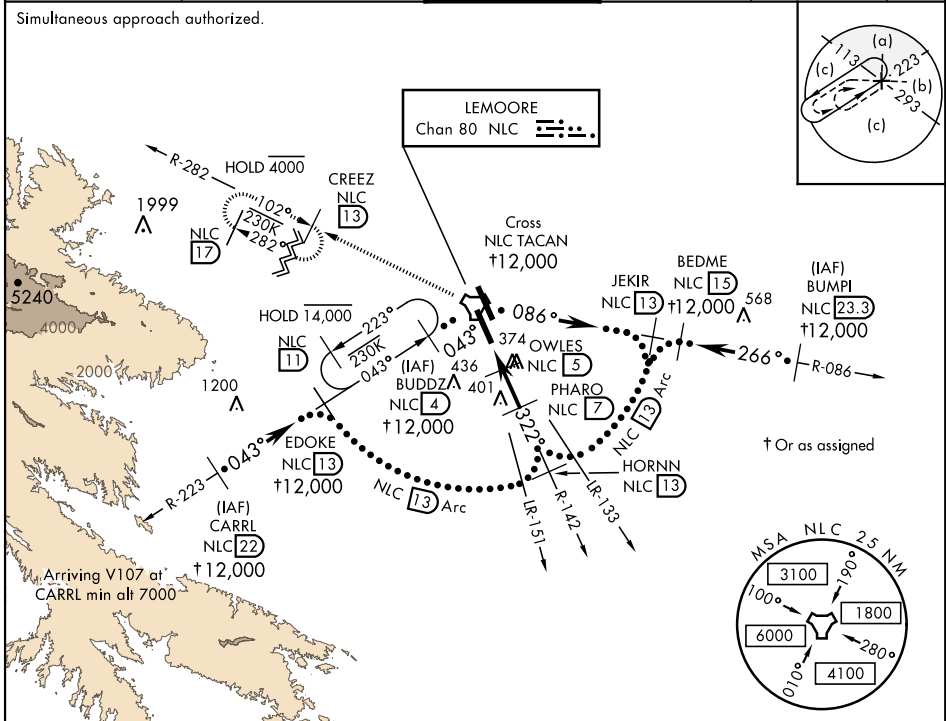 Simultaneous approach authorized.
(a)
113
223
(c)
(b)
293
(c)
LEMOORE
Chan 80 NLC
R-282
HOLD 4000
CREEZ
NLC
13
102°
230K
282°
1999
NLC
17
Cross
NLC TACAN
†12,000
5240
4000
2000
HOLD 14,000
223°
230K
043°
NLC
11
043°
086°
JEKIR
NLC 13
BEDME
NLC 15
†12,000
568
(IAF)
BUMPI
NLC 23.3
†12,000
266°
R-086
374
OWLES
NLC 5
436
401
(IAF)
BUDDZ
NLC 4
†12,000
PHARO
NLC 7
322°
NLC 13 Arc
1200
† Or as assigned
043°
EDOKE
NLC 13
†12,000
HORNN
NLC 13
NLC 13 Arc
R-223
LR-151
R-142
LR-133
(IAF)
CARRL
NLC 22
†12,000
Arriving V107 at
CARRL min alt 7000
MSA NLC 25 NM
3100
190°
100°
1800
6000
280°
010°
4100